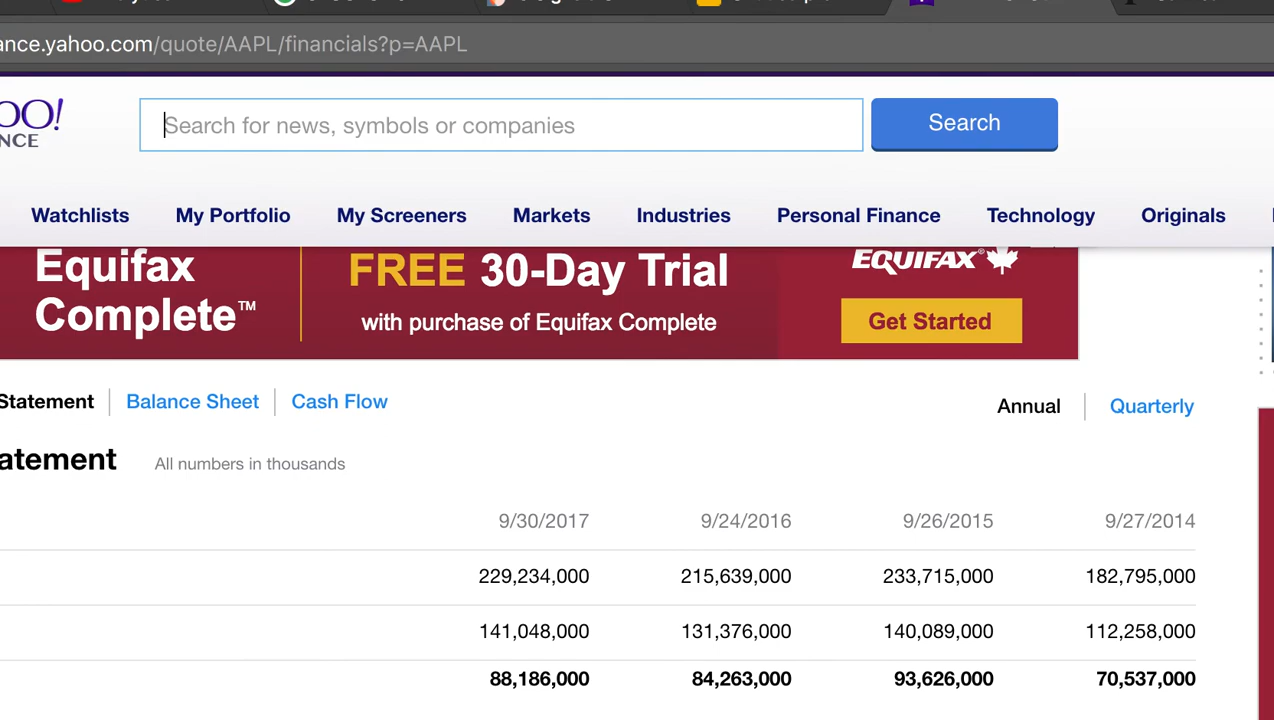 ance.yahoo.com/quote/AAPL/financials?p=AAPL
OO!
NCE
Search for news, symbols or companies
Search
Watchlists My Portfolio My Screeners Markets Industries Personal Finance Technology Originals
Equifax
Complete™
FREE 30-Day Trial
with purchase of Equifax Complete
EQUIFAX®
Get Started
Statement Balance Sheet Cash Flow
Annual Quarterly
atement All numbers in thousands
9/30/2017 9/24/2016 9/26/2015 9/27/2014
229,234,000 215,639,000 233,715,000 182,795,000
141,048,000 131,376,000 140,089,000 112,258,000
88,186,000 84,263,000 93,626,000 70,537,000